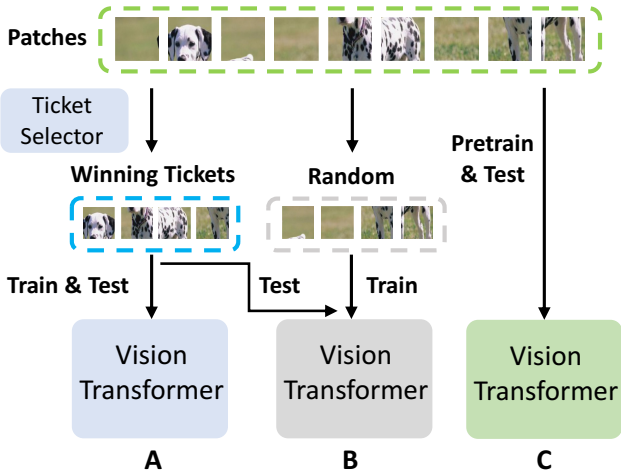 Patches
Ticket
Selector
Winning Tickets
Random
Pretrain
& Test
Train & Test
Test
Train
Vision
Transformer
Vision
Transformer
Vision
Transformer
A
B
C